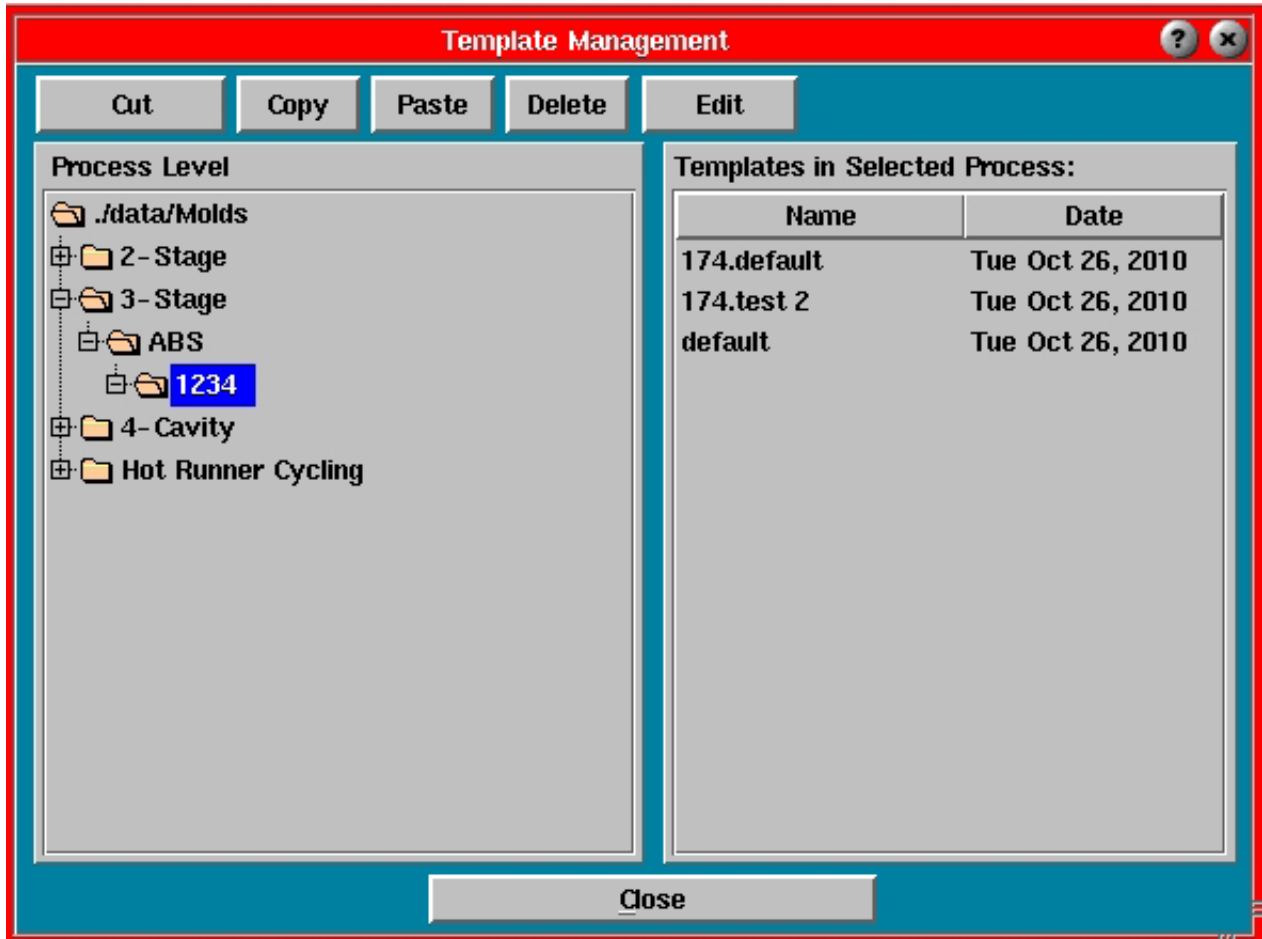 Template Management
Cut Copy Paste Delete Edit
Process Level
./data/Molds
2-Stage
3-Stage
ABS
1234
4-Cavity
Hot Runner Cycling
Templates in Selected Process:
Name Date
174.default Tue Oct 26, 2010
174.test 2 Tue Oct 26, 2010
default Tue Oct 26, 2010
Close